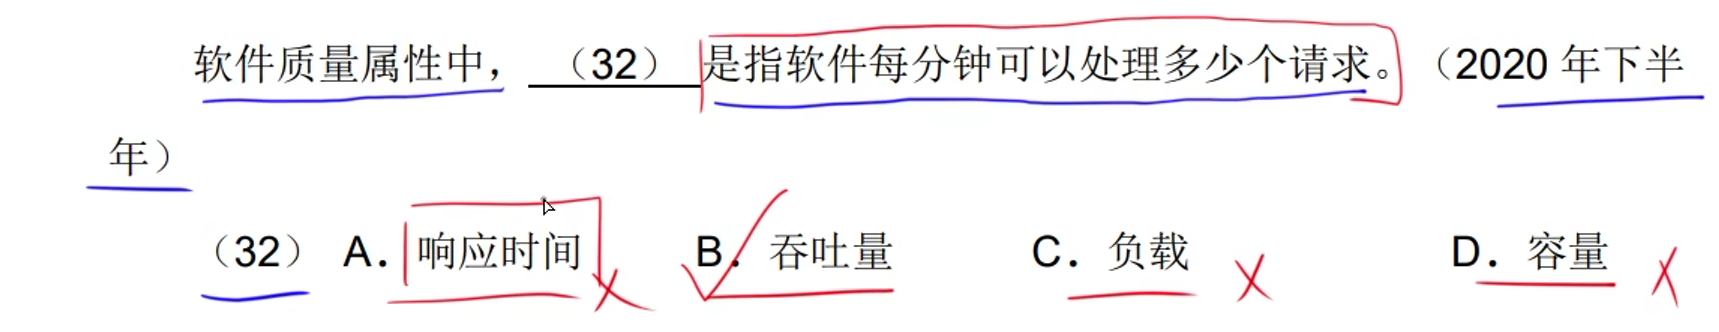 软件质量属性中，（32）是指软件每分钟可以处理多少个请求。（2020 年下半
年）
（32） A. 响应时间 B. 吞吐量 C. 负载 D. 容量